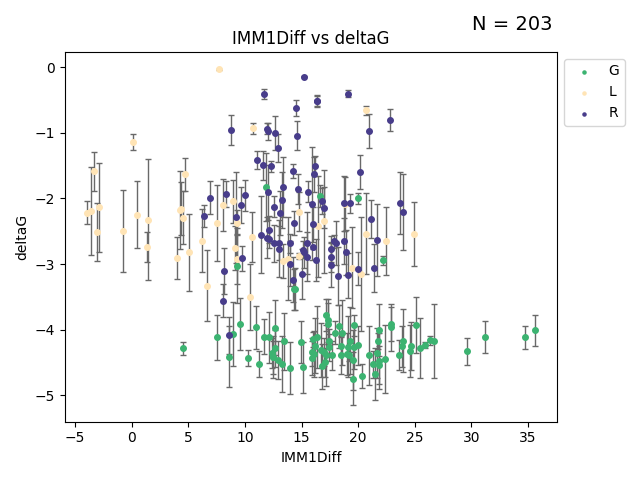 N = 203
IMM1Diff vs deltaG
G
L
R
0
−1
−2
−3
−4
−5
deltaG
−5 0 5 10 15 20 25 30 35
IMM1Diff